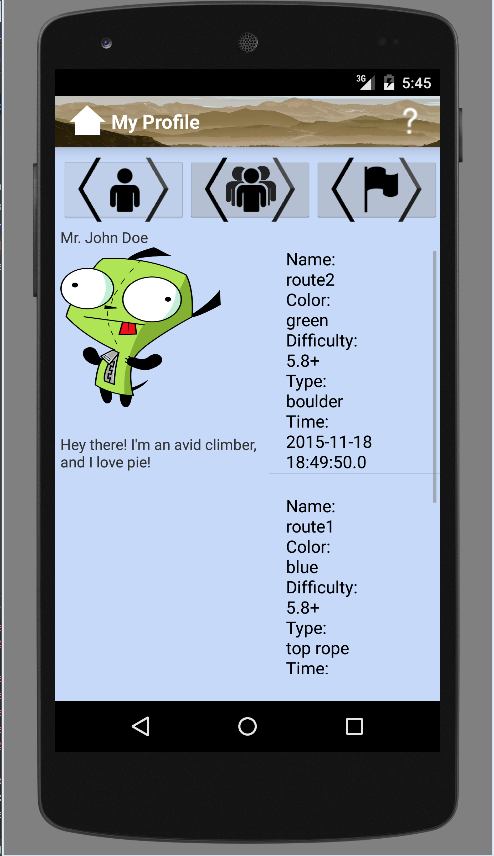 3G 5:45
My Profile ?
Mr. John Doe
Hey there! I'm an avid climber,
and I love pie!
Name:
route2
Color:
green
Difficulty:
5.8+
Type:
boulder
Time:
2015-11-18
18:49:50.0
Name:
route1
Color:
blue
Difficulty:
5.8+
Type:
top rope
Time: